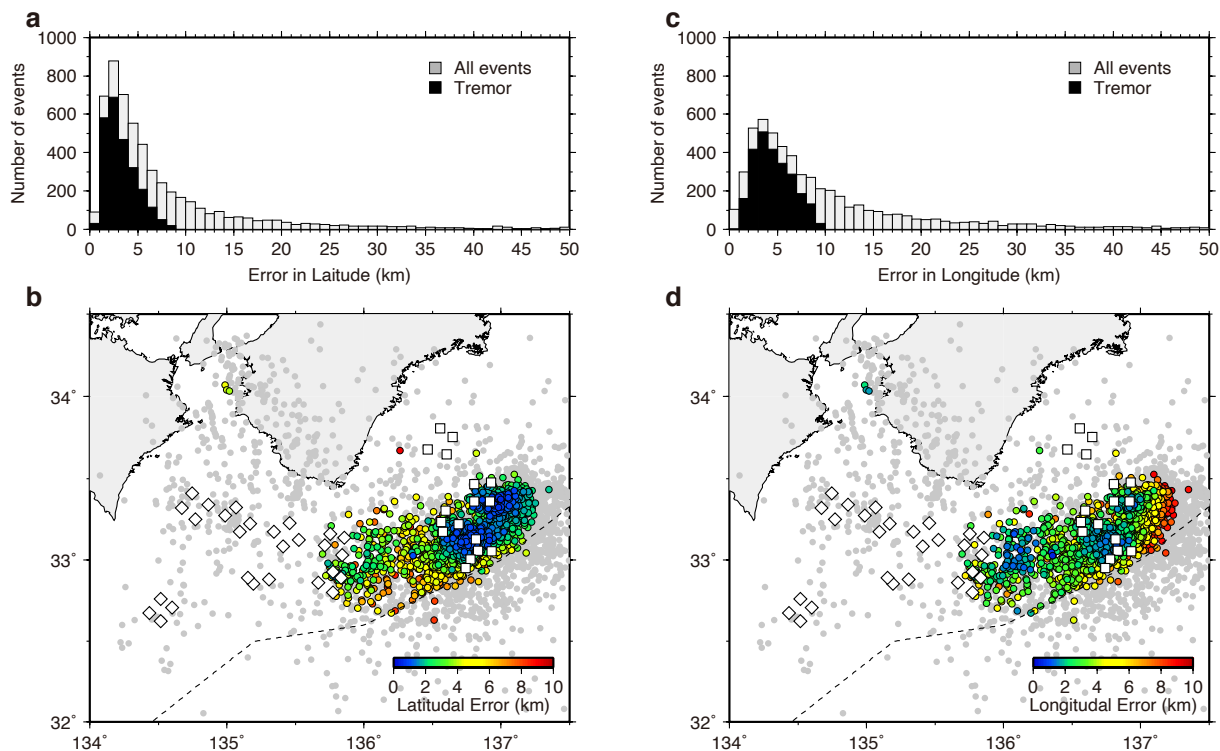 a
1000
800
600
400
200
0
Number of events
All events
Tremor
0 5 10 15 20 25 30 35 40 45 50
Error in Laitude (km)
c
1000
800
600
400
200
0
Number of events
All events
Tremor
0 5 10 15 20 25 30 35 40 45 50
Error in Longitude (km)
b
34˚
33˚
32˚
134˚ 135˚ 136˚ 137˚
0 2 4 6 8 10
Latitudal Error (km)
d
34˚
33˚
32˚
134˚ 135˚ 136˚ 137˚
0 2 4 6 8 10
Longitudal Error (km)